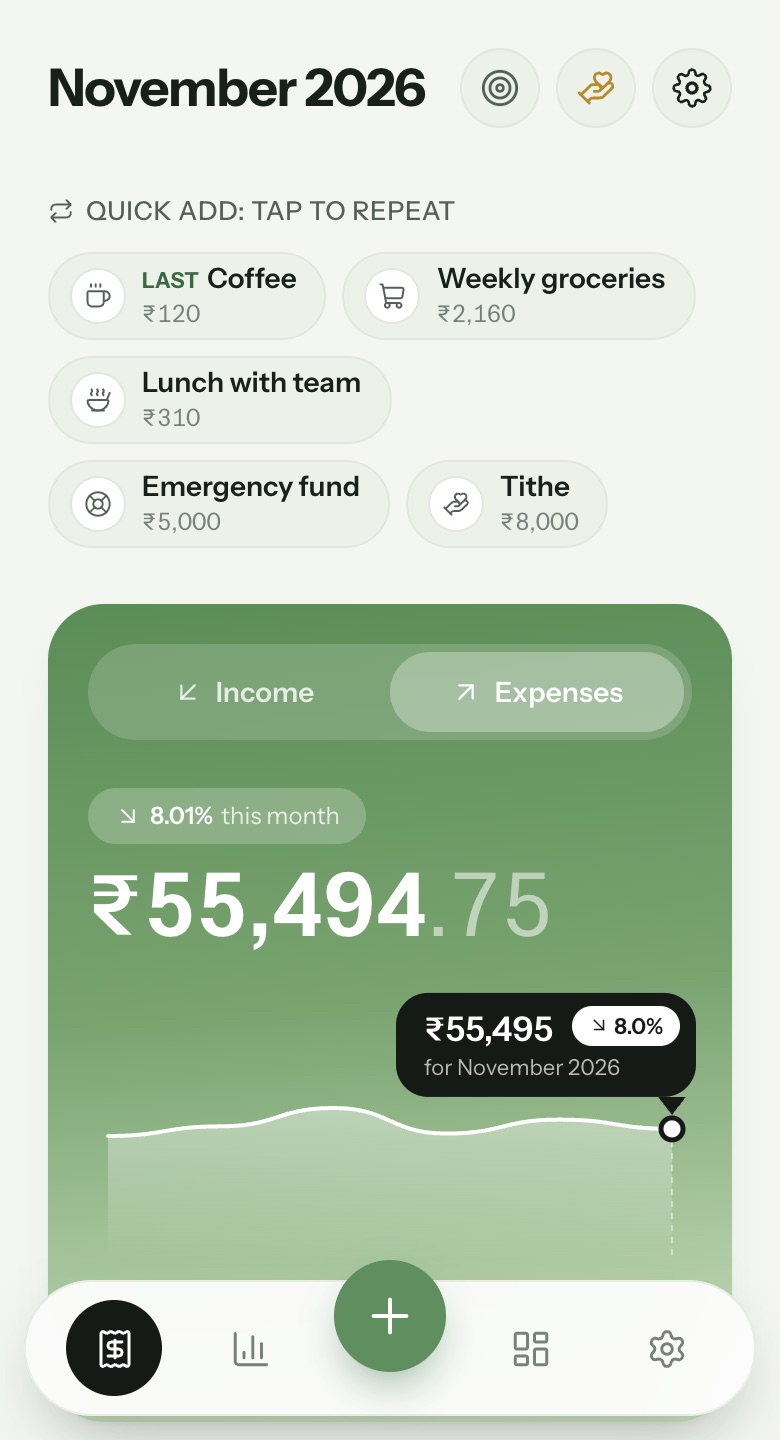 November 2026
QUICK ADD: TAP TO REPEAT
LAST Coffee
₹120
Weekly groceries
₹2,160
Lunch with team
₹310
Emergency fund
₹5,000
Tithe
₹8,000
Income
Expenses
8.01% this month
₹55,494.75
₹55,495
8.0%
for November 2026